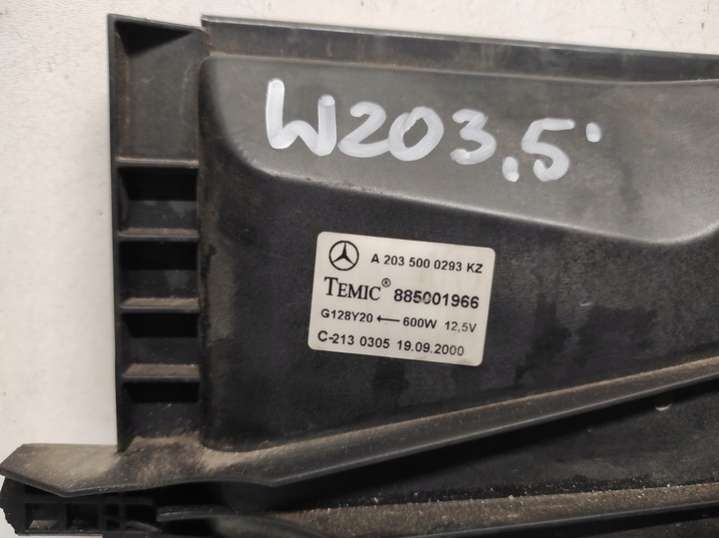 W203.5'
A 203 500 0293 KZ
TEMIC® 885001966
G128Y20 ⟵ 600W 12,5V
C-213 0305 19.09.2000